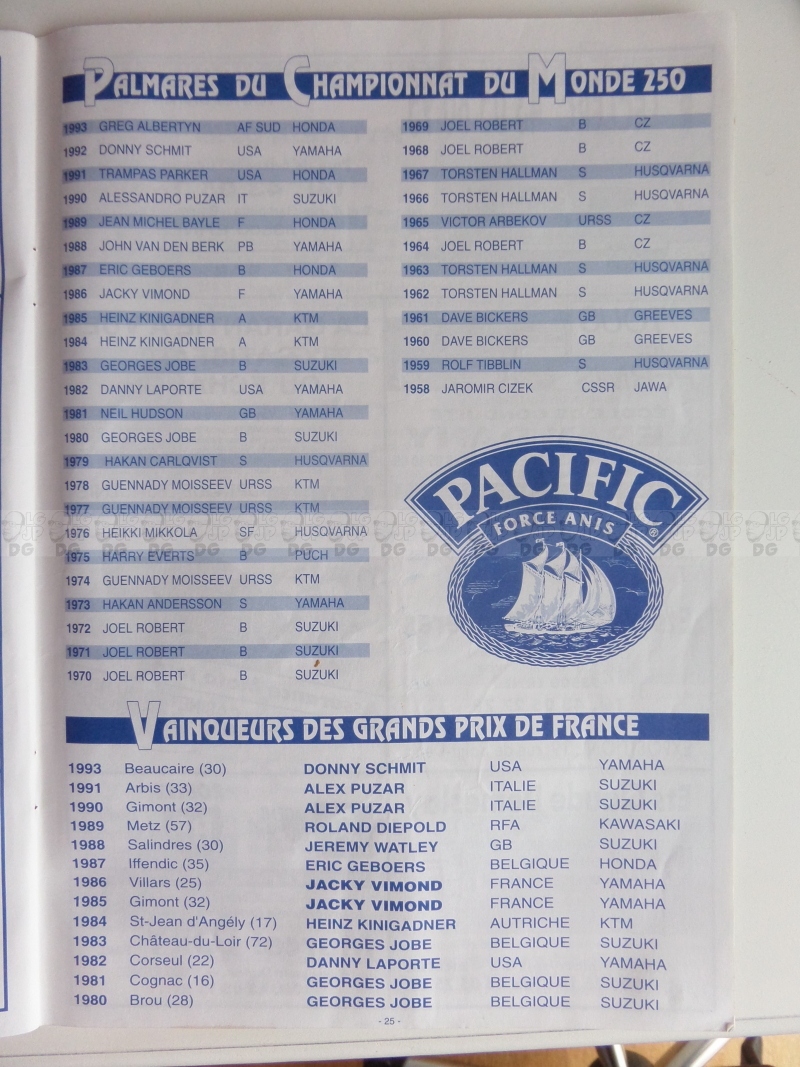 PALMARES DU CHAMPIONNAT DU MONDE 250
1993 GREG ALBERTYN AF SUD HONDA
1992 DONNY SCHMIT USA YAMAHA
1991 TRAMPAS PARKER USA HONDA
1990 ALESSANDRO PUZAR IT SUZUKI
1989 JEAN MICHEL BAYLE F HONDA
1988 JOHN VAN DEN BERK PB YAMAHA
1987 ERIC GEBOERS B HONDA
1986 JACKY VIMOND F YAMAHA
1985 HEINZ KINIGADNER A KTM
1984 HEINZ KINIGADNER A KTM
1983 GEORGES JOBE B SUZUKI
1982 DANNY LAPORTE USA YAMAHA
1981 NEIL HUDSON GB YAMAHA
1980 GEORGES JOBE B SUZUKI
1979 HAKAN CARLQVIST S HUSQVARNA
1978 GUENNADY MOISSEEV URSS KTM
1977 GUENNADY MOISSEEV URSS KTM
1976 HEIKKI MIKKOLA SF HUSQVARNA
1975 HARRY EVERTS B PUCH
1974 GUENNADY MOISSEEV URSS KTM
1973 HAKAN ANDERSSON S YAMAHA
1972 JOEL ROBERT B SUZUKI
1971 JOEL ROBERT B SUZUKI
1970 JOEL ROBERT B SUZUKI
1969 JOEL ROBERT B CZ
1968 JOEL ROBERT B CZ
1967 TORSTEN HALLMAN S HUSQVARNA
1966 TORSTEN HALLMAN S HUSQVARNA
1965 VICTOR ARBEKOV URSS CZ
1964 JOEL ROBERT B CZ
1963 TORSTEN HALLMAN S HUSQVARNA
1962 TORSTEN HALLMAN S HUSQVARNA
1961 DAVE BICKERS GB GREEVES
1960 DAVE BICKERS GB GREEVES
1959 ROLF TIBBLIN S HUSQVARNA
1958 JAROMIR CIZEK CSSR JAWA
PACIFIC
FORCE ANIS ®
VAINQUEURS DES GRANDS PRIX DE FRANCE
1993 Beaucaire (30) DONNY SCHMIT USA YAMAHA
1991 Arbis (33) ALEX PUZAR ITALIE SUZUKI
1990 Gimont (32) ALEX PUZAR ITALIE SUZUKI
1989 Metz (57) ROLAND DIEPOLD RFA KAWASAKI
1988 Salindres (30) JEREMY WATLEY GB SUZUKI
1987 Iffendic (35) ERIC GEBOERS BELGIQUE HONDA
1986 Villars (25) JACKY VIMOND FRANCE YAMAHA
1985 Gimont (32) JACKY VIMOND FRANCE YAMAHA
1984 St-Jean d'Angély (17) HEINZ KINIGADNER AUTRICHE KTM
1983 Château-du-Loir (72) GEORGES JOBE BELGIQUE SUZUKI
1982 Corseul (22) DANNY LAPORTE USA YAMAHA
1981 Cognac (16) GEORGES JOBE BELGIQUE SUZUKI
1980 Brou (28) GEORGES JOBE BELGIQUE SUZUKI
- 25 -